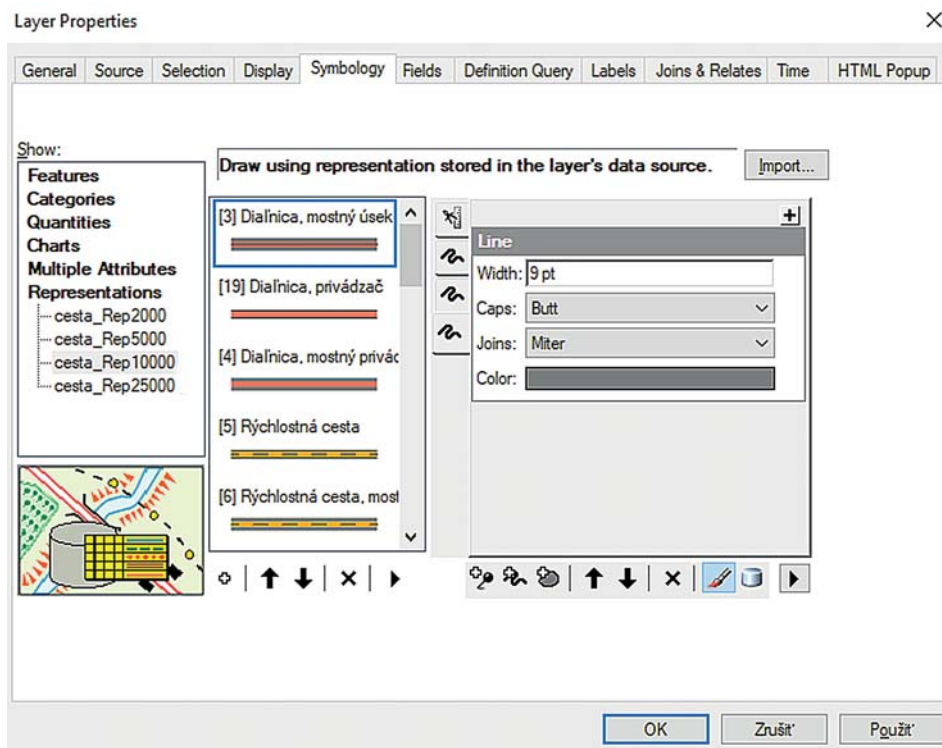 Layer Properties
General Source Selection Display Symbology Fields Definition Query Labels Joins & Relates Time HTML Popup
Show:
Features
Categories
Quantities
Charts
Multiple Attributes
Representations
cesta_Rep2000
cesta_Rep5000
cesta_Rep10000
cesta_Rep25000
Draw using representation stored in the layer's data source.
Import...
[3] Diaľnica, mostný úsek
[19] Diaľnica, privádzač
[4] Diaľnica, mostný privác
[5] Rýchlostná cesta
[6] Rýchlostná cesta, most
Line
Width: 9 pt
Caps: Butt
Joins: Miter
Color:
OK Zrušiť Použiť